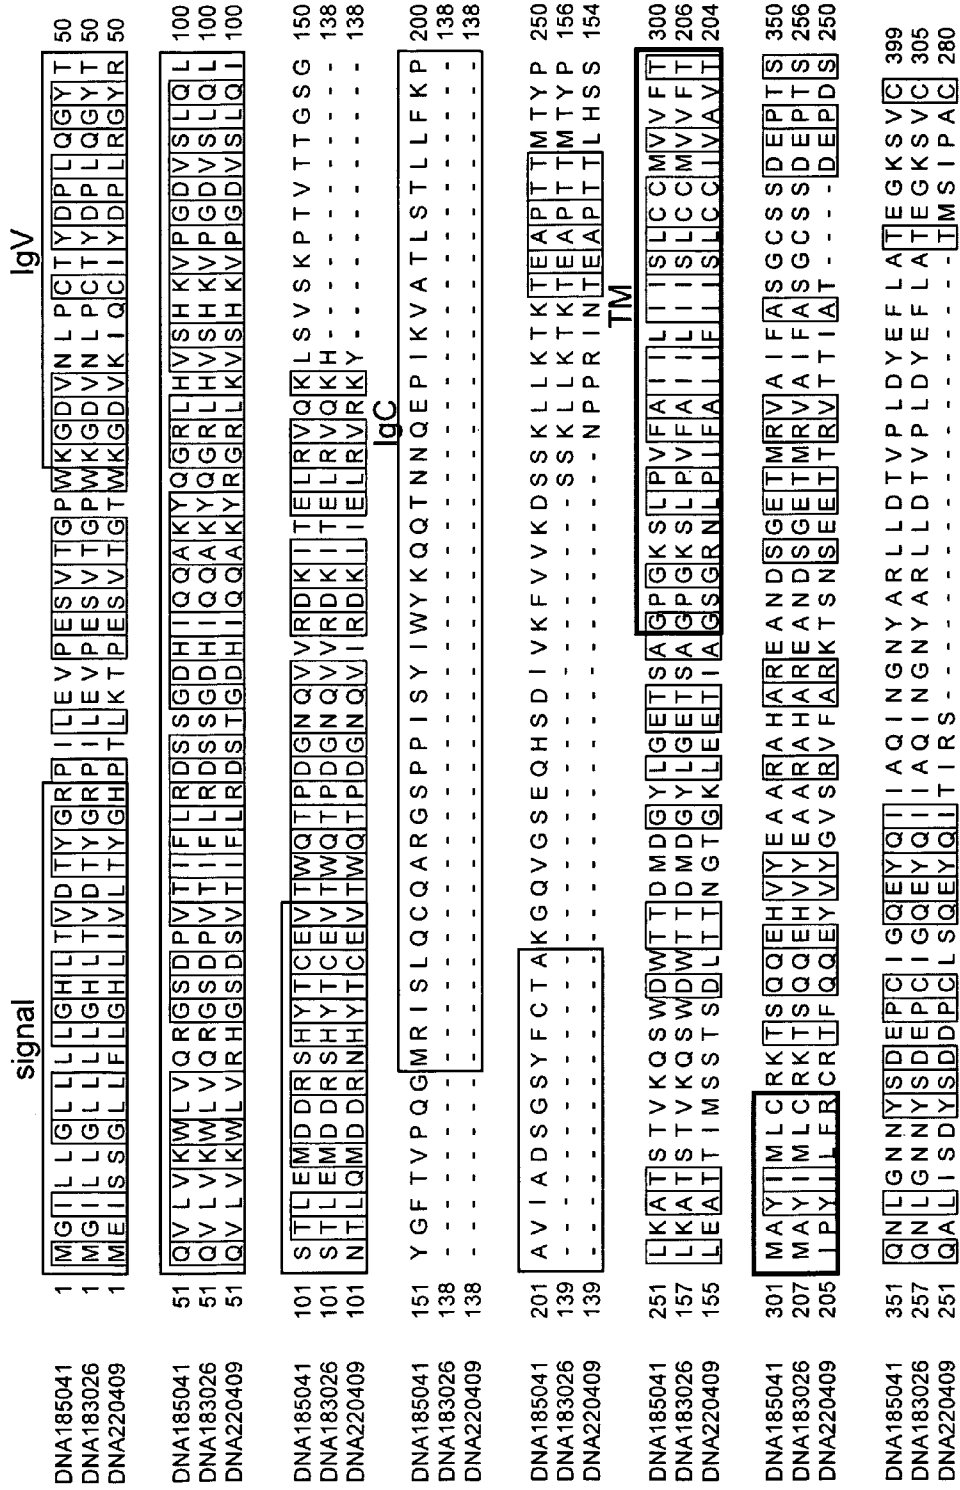 signal IgV
DNA185041 1 MGILLGLLLLGHLTVDTYGRPILEVPESVTGPWKGDVNLPCTYDPLQGYT 50
DNA183026 1 MGILLGLLLLGHLTVDTYGRPILEVPESVTGPWKGDVNLPCTYDPLQGYT 50
DNA220409 1 MEISSGLLFLGHLIVLTYGHPTLKTPESVTGTWKGDVKIQCIYDPLRGYR 50
DNA185041 51 QVLVKWLVQRGSDPVTIFLRDSSGDHIQQAKYQGRLHVSHKVPGDVSLQL 100
DNA183026 51 QVLVKWLVQRGSDPVTIFLRDSSGDHIQQAKYQGRLHVSHKVPGDVSLQL 100
DNA220409 51 QVLVKWLVRHGSDSVTIFLRDSTGDHIQQAKYRGRLKVSHKVPGDVSLQI 100
DNA185041 101 STLEMDDRSHYTCEVTWQTPDGNQVVRDKITELRVQKLSVSKPTVTTGSG 150
DNA183026 101 STLEMDDRSHYTCEVTWQTPDGNQVVRDKITELRVQKH------------ 138
DNA220409 101 NTLQMDDRNHYTCEVTWQTPDGNQVIRDKIIELRVRKY------------ 138
IgC
DNA185041 151 YGFTVPQGMRISLQCQARGSPPISYIWYKQQTNNQEPIKVATLSTLLFKP 200
DNA183026 138 -------------------------------------------------- 138
DNA220409 138 -------------------------------------------------- 138
DNA185041 201 AVIADSGSYFCTAKGQVGSEQHSDIVKFVVKDSSKLLKTKTEAPTTMTYP 250
DNA183026 139 --------------------------------SSKLLKTKTEAPTTMTYP 156
DNA220409 139 ----------------------------------NPPRINTEAPTTLHSS 154
TM
DNA185041 251 LKATSTVKQSWDWTTDMDGYLGETSAGPGKSLPVFAIILIISLCCMVVFT 300
DNA183026 157 LKATSTVKQSWDWTTDMDGYLGETSAGPGKSLPVFAIILIISLCCMVVFT 206
DNA220409 155 LEATTIMSSTSDLTTNGTGKLEETIAGSGRNLPIFAIIFIISLCCIVAVT 204
DNA185041 301 MAYIMLCRKTSQQEHVYEAARAHAREANDSGETMRVAIFASGCSSDEPTS 350
DNA183026 207 MAYIMLCRKTSQQEHVYEAARAHAREANDSGETMRVAIFASGCSSDEPTS 256
DNA220409 205 IPYILFRCRTFQQEYVYGVSRVFARKTSNSEETTRVTTIAT----DEPDS 250
DNA185041 351 QNLGNNYSDEPCIGQEYQIIAQINGNYARLLDTVPLDYEFLATEGKSVC 399
DNA183026 257 QNLGNNYSDEPCIGQEYQIIAQINGNYARLLDTVPLDYEFLATEGKSVC 305
DNA220409 251 QALISDYSDDPCLSQEYQITIRS-------------------TMSIPAC 280